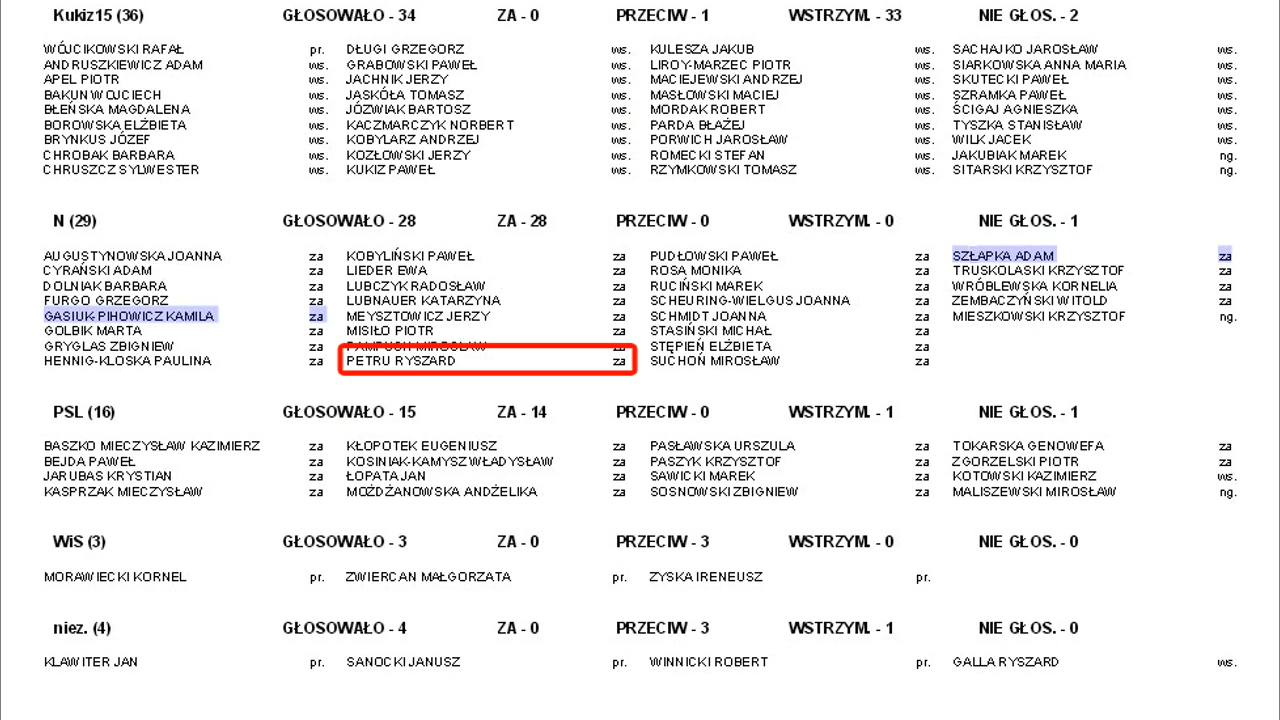 Kukiz15 (36) GŁOSOWAŁO - 34 ZA - 0 PRZECIW - 1 WSTRZYM. - 33 NIE GŁOS. - 2
WÓJCIKOWSKI RAFAŁ pr. DŁUGI GRZEGORZ ws. KULESZA JAKUB ws. SACHAJKO JAROSŁAW ws.
ANDRUSZKIEWICZ ADAM ws. GRABOWSKI PAWEŁ ws. LIROY-MARZEC PIOTR ws. SIARKOWSKA ANNA MARIA ws.
APEL PIOTR ws. JACHNIK JERZY ws. MACIEJEWSKI ANDRZEJ ws. SKUTECKI PAWEŁ ws.
BAKUN WOJCIECH ws. JASKÓŁA TOMASZ ws. MASŁOWSKI MACIEJ ws. SZRAMKA PAWEŁ ws.
BŁEŃSKA MAGDALENA ws. JÓZWIAK BARTOSZ ws. MORDAK ROBERT ws. ŚCIGAJ AGNIESZKA ws.
BOROWSKA ELŻBIETA ws. KACZMARCZYK NORBERT ws. PARDA BŁAŻEJ ws. TYSZKA STANISŁAW ws.
BRYNKUS JÓZEF ws. KOBYLARZ ANDRZEJ ws. PORWICH JAROSŁAW ws. WILK JACEK ws.
CHROBAK BARBARA ws. KOZŁOWSKI JERZY ws. ROMECKI STEFAN ws. JAKUBIAK MAREK ng.
CHRUSZCZ SYLWESTER ws. KUKIZ PAWEŁ ws. RZYMKOWSKI TOMASZ ws. SITARSKI KRZYSZTOF ng.
N (29) GŁOSOWAŁO - 28 ZA - 28 PRZECIW - 0 WSTRZYM. - 0 NIE GŁOS. - 1
AUGUSTYNOWSKA JOANNA za KOBYLIŃSKI PAWEŁ za PUDŁOWSKI PAWEŁ za SZŁAPKA ADAM za
CYRAŃSKI ADAM za LIEDER EWA za ROSA MONIKA za TRUSKOLASKI KRZYSZTOF za
DOLNIAK BARBARA za LUBCZYK RADOSŁAW za RUCIŃSKI MAREK za WRÓBLEWSKA KORNELIA za
FURGO GRZEGORZ za LUBNAUER KATARZYNA za SCHEURING-WIELGUS JOANNA za ZEMBACZYŃSKI WITOLD za
GASIUK-PIHOWICZ KAMILA za MEYSZTOWICZ JERZY za SCHMIDT JOANNA za MIESZKOWSKI KRZYSZTOF ng.
GOLBIK MARTA za MISIŁO PIOTR za STASIŃSKI MICHAŁ za
GRYGLAS ZBIGNIEW za PAMPUCH MIROSŁAW za STĘPIEŃ ELŻBIETA za
HENNIG-KLOSKA PAULINA za PETRU RYSZARD za SUCHOŃ MIROSŁAW za
PSL (16) GŁOSOWAŁO - 15 ZA - 14 PRZECIW - 0 WSTRZYM. - 1 NIE GŁOS. - 1
BASZKO MIECZYSŁAW KAZIMIERZ za KŁOPOTEK EUGENIUSZ za PASŁAWSKA URSZULA za TOKARSKA GENOWEFA za
BEJDA PAWEŁ za KOSINIAK-KAMYSZ WŁADYSŁAW za PASZYK KRZYSZTOF za ZGORZELSKI PIOTR za
JARUBAS KRYSTIAN za ŁOPATA JAN za SAWICKI MAREK za KOTOWSKI KAZIMIERZ ws.
KASPRZAK MIECZYSŁAW za MOŻDŻANOWSKA ANDŻELIKA za SOSNOWSKI ZBIGNIEW za MALISZEWSKI MIROSŁAW ng.
WiS (3) GŁOSOWAŁO - 3 ZA - 0 PRZECIW - 3 WSTRZYM. - 0 NIE GŁOS. - 0
MORAWIECKI KORNEL pr. ZWIERCAN MAŁGORZATA pr. ZYSKA IRENEUSZ pr.
niez. (4) GŁOSOWAŁO - 4 ZA - 0 PRZECIW - 3 WSTRZYM. - 1 NIE GŁOS. - 0
KLAWITER JAN pr. SANOCKI JANUSZ pr. WINNICKI ROBERT pr. GALLA RYSZARD ws.